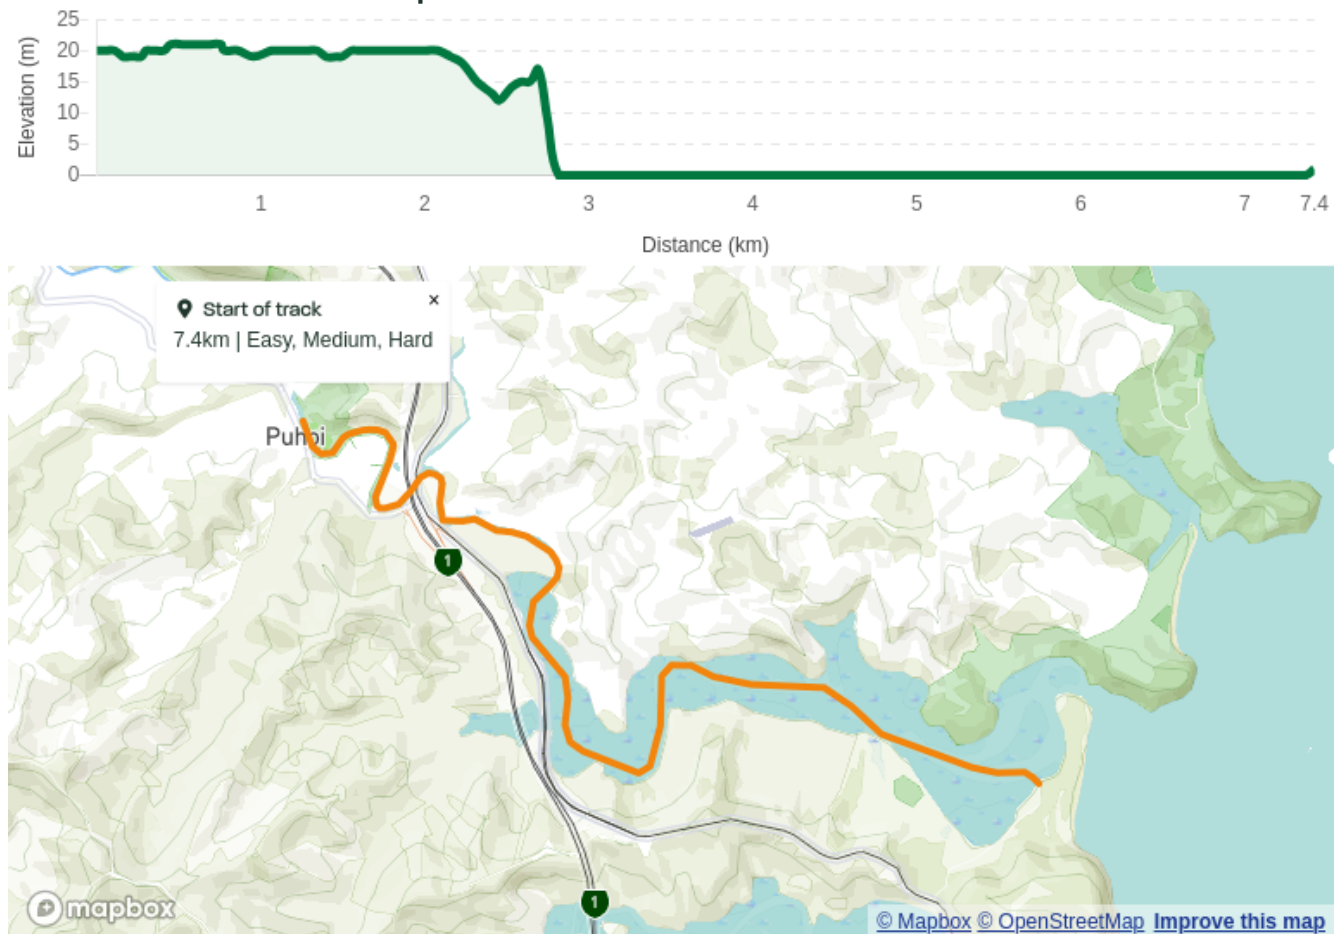 25
20
15
10
5
0
Elevation (m)
1 2 3 4 5 6 7 7.4
Distance (km)
Start of track
×
7.4km | Easy, Medium, Hard
Puhoi
1
1
mapbox
© Mapbox © OpenStreetMap Improve this map